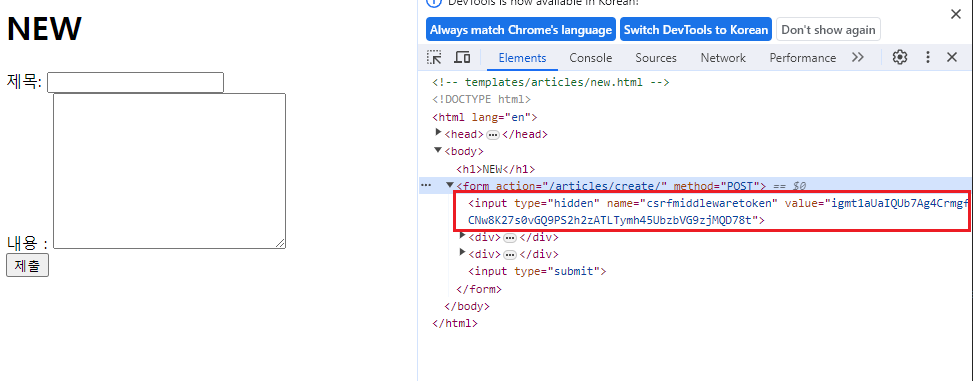 NEW
제목:
내용 :
제출
DevTools is now available in Korean!
Always match Chrome's language
Switch DevTools to Korean
Don't show again
Elements
Console
Sources
Network
Performance
<!-- templates/articles/new.html -->
<!DOCTYPE html>
<html lang="en">
<head> ••• </head>
<body>
<h1>NEW</h1>
<form action="/articles/create/" method="POST"> == $0
<input type="hidden" name="csrfmiddlewaretoken" value="igmt1aUaIQUb7Ag4Crmgf
CNw8K27s0vGQ9PS2h2zATLTymh45UbzbVG9zjMQD78t">
<div> ••• </div>
<div> ••• </div>
<input type="submit">
</form>
</body>
</html>